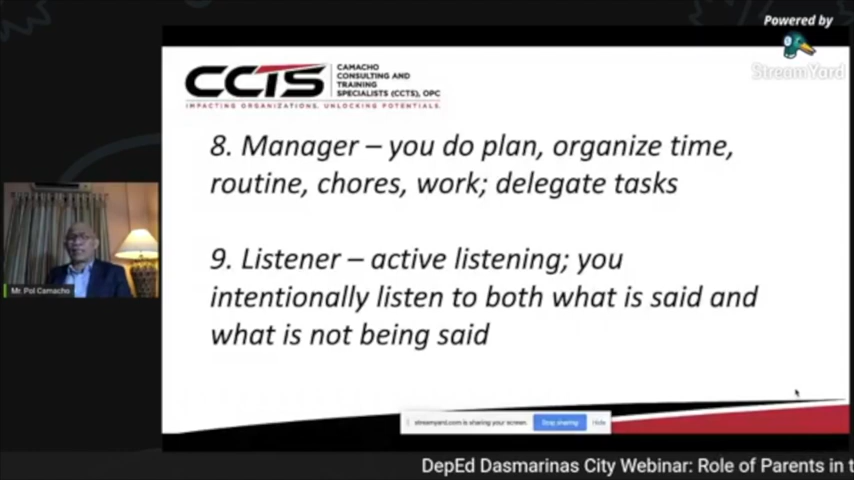 Powered by
StreamYard
CCTS
CAMACHO
CONSULTING AND
TRAINING
SPECIALISTS (CCTS), OPC
IMPACTING ORGANIZATIONS. UNLOCKING POTENTIALS.
8. Manager – you do plan, organize time,
routine, chores, work; delegate tasks
9. Listener – active listening; you
intentionally listen to both what is said and
what is not being said
Mr. Pol Camacho
streamyard.com is sharing your screen.
Stop sharing
Hide
DepEd Dasmarinas City Webinar: Role of Parents in t